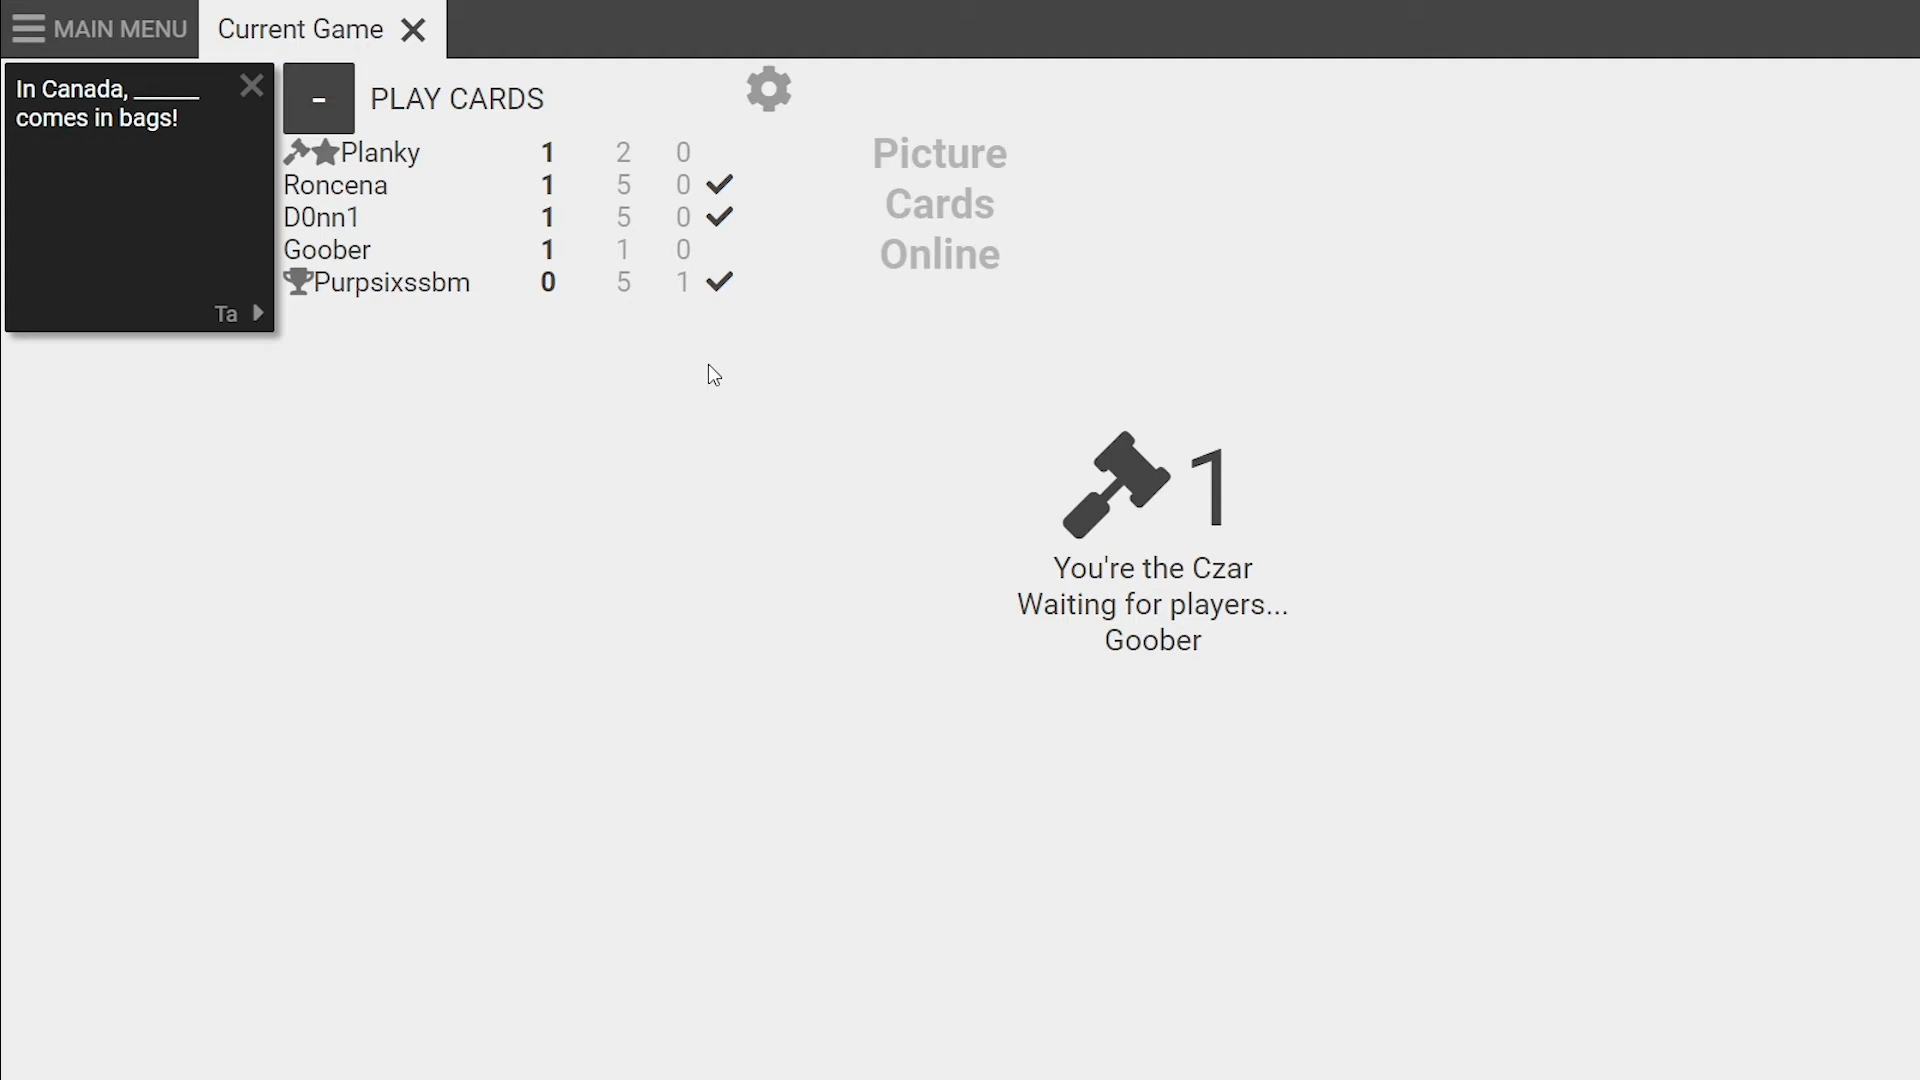 MAIN MENU
Current Game
In Canada, _____
comes in bags!
Ta
-
PLAY CARDS
Planky 1 2 0
Roncena 1 5 0
D0nn1 1 5 0
Goober 1 1 0
Purpsixssbm 0 5 1
Picture
Cards
Online
1
You're the Czar
Waiting for players...
Goober